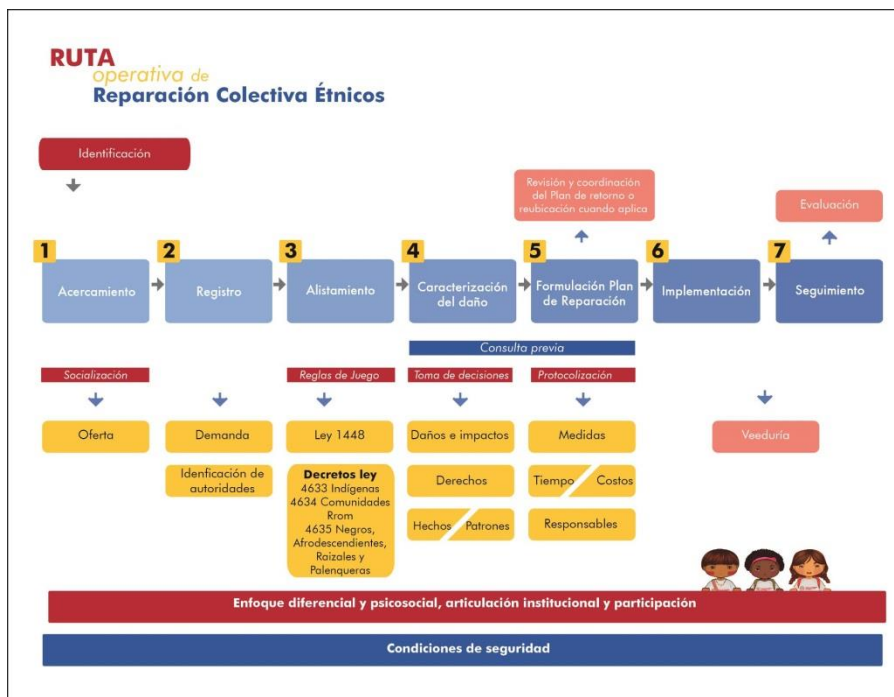 RUTA
operativa de
Reparación Colectiva Étnicos
Identificación
Revisión y coordinación
del Plan de retorno o
reubicación cuando aplica
Evaluación
1
Acercamiento
2
Registro
3
Alistamiento
4
Caracterización
del daño
5
Formulación Plan
de Reparación
6
Implementación
7
Seguimiento
Consulta previa
Socialización
Reglas de Juego
Toma de decisiones
Protocolización
Oferta
Demanda
Ley 1448
Daños e impactos
Medidas
Veeduría
Idenficación de
autoridades
Decretos ley
4633 Indígenas
4634 Comunidades
Rrom
4635 Negros,
Afrodescendientes,
Raizales y
Palenqueras
Derechos
Tiempo Costos
Hechos Patrones
Responsables
Enfoque diferencial y psicosocial, articulación institucional y participación
Condiciones de seguridad